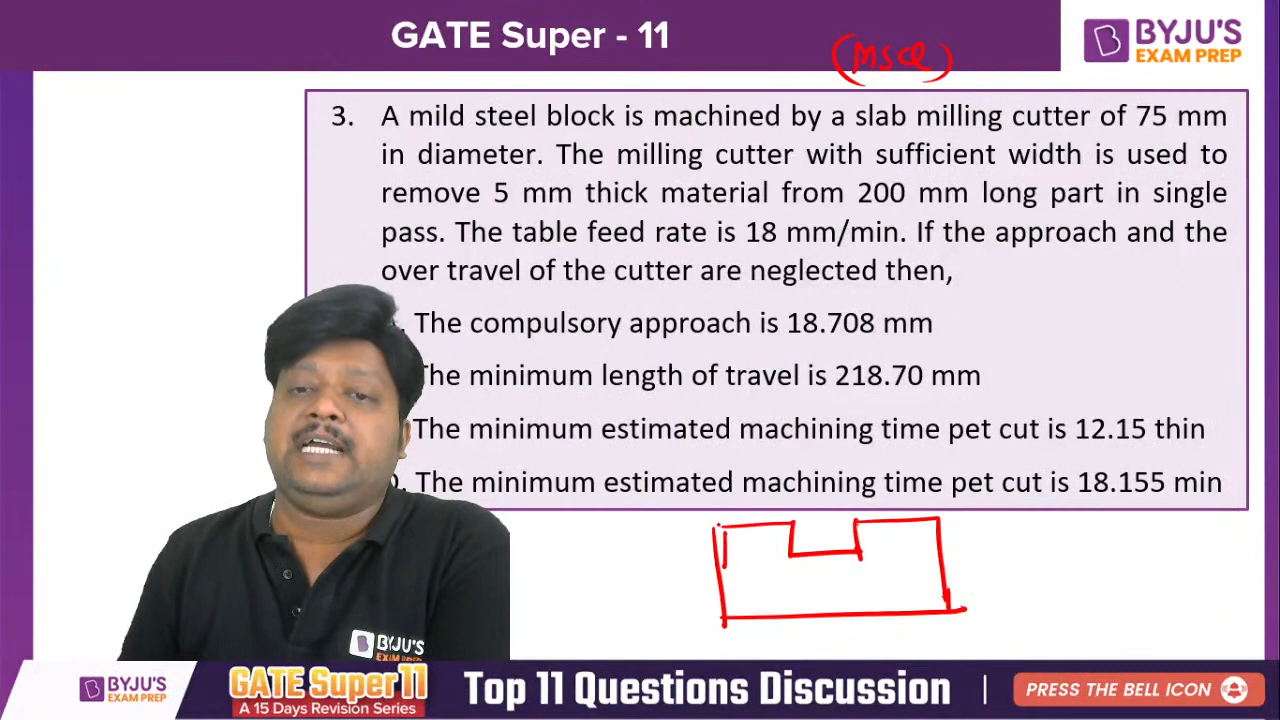 GATE Super - 11
BYJU'S
EXAM PREP
(MSQ)
3. A mild steel block is machined by a slab milling cutter of 75 mm
in diameter. The milling cutter with sufficient width is used to
remove 5 mm thick material from 200 mm long part in single
pass. The table feed rate is 18 mm/min. If the approach and the
over travel of the cutter are neglected then,
The compulsory approach is 18.708 mm
The minimum length of travel is 218.70 mm
The minimum estimated machining time pet cut is 12.15 thin
The minimum estimated machining time pet cut is 18.155 min
BYJU'S
EXAM PREP
BYJU'S
EXAM PREP
GATE Super 11
A 15 Days Revision Series
Top 11 Questions Discussion
PRESS THE BELL ICON